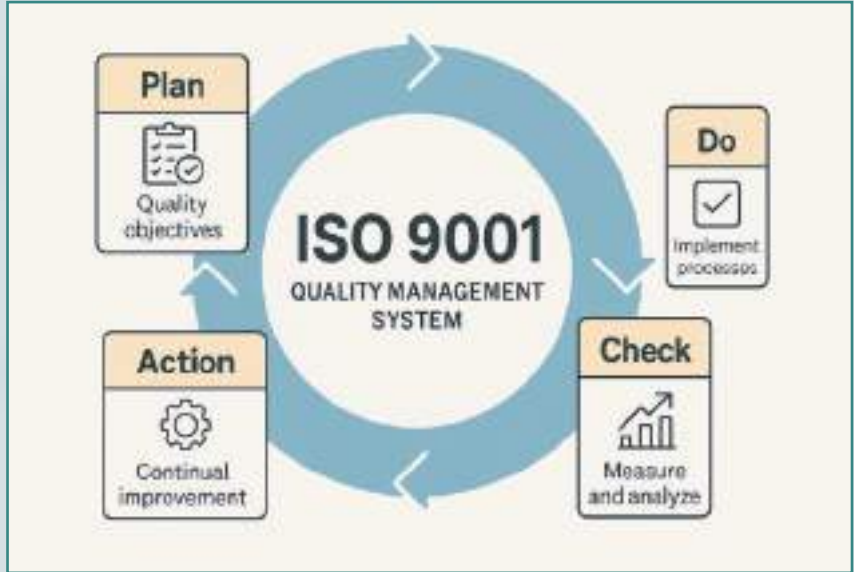 Plan
Quality
objectives
Do
Implement
processes
ISO 9001
QUALITY MANAGEMENT
SYSTEM
Check
Measure
and analyze
Action
Continual
improvement